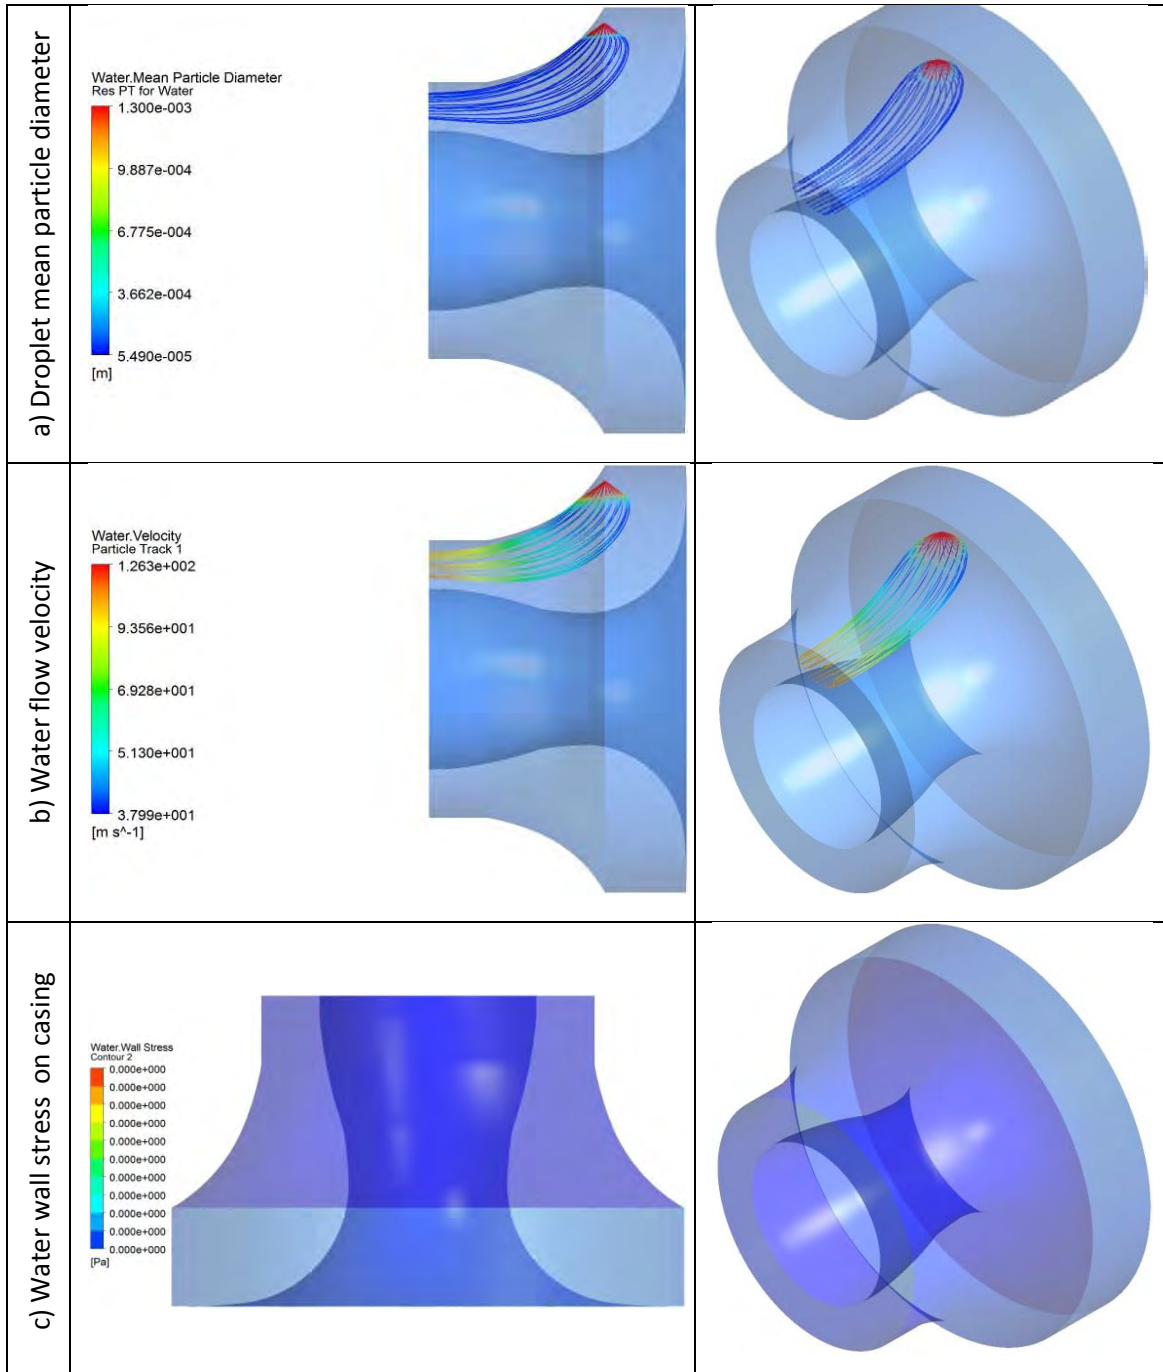 a) Droplet mean particle diameter
Water.Mean Particle Diameter
Res PT for Water
1.300e-003
9.887e-004
6.775e-004
3.662e-004
5.490e-005
[m]
b) Water flow velocity
Water.Velocity
Particle Track 1
1.263e+002
9.356e+001
6.928e+001
5.130e+001
3.799e+001
[m s^-1]
c) Water wall stress on casing
Water.Wall Stress
Contour 2
0.000e+000
0.000e+000
0.000e+000
0.000e+000
0.000e+000
0.000e+000
0.000e+000
0.000e+000
0.000e+000
0.000e+000
0.000e+000
[Pa]